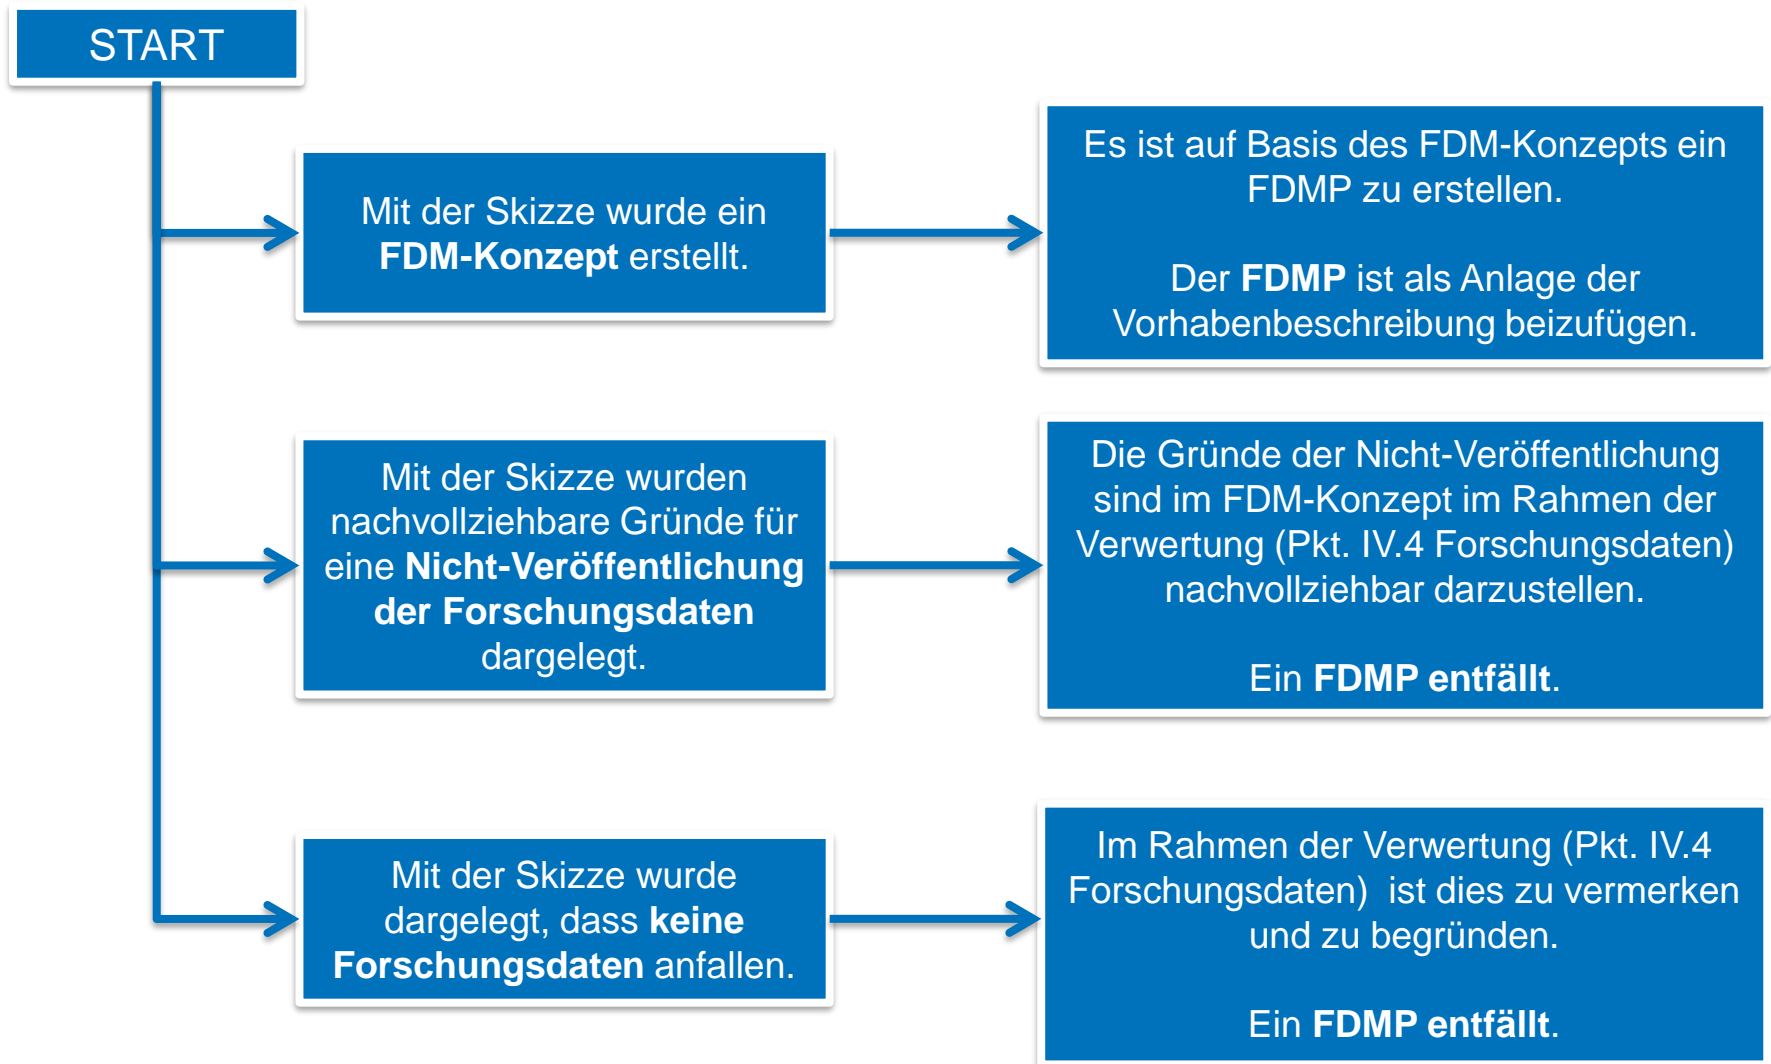 START
Mit der Skizze wurde ein
FDM-Konzept erstellt.
Es ist auf Basis des FDM-Konzepts ein
FDMP zu erstellen.
Der FDMP ist als Anlage der
Vorhabenbeschreibung beizufügen.
Mit der Skizze wurden
nachvollziehbare Gründe für
eine Nicht-Veröffentlichung
der Forschungsdaten
dargelegt.
Die Gründe der Nicht-Veröffentlichung
sind im FDM-Konzept im Rahmen der
Verwertung (Pkt. IV.4 Forschungsdaten)
nachvollziehbar darzustellen.
Ein FDMP entfällt.
Mit der Skizze wurde
dargelegt, dass keine
Forschungsdaten anfallen.
Im Rahmen der Verwertung (Pkt. IV.4
Forschungsdaten) ist dies zu vermerken
und zu begründen.
Ein FDMP entfällt.